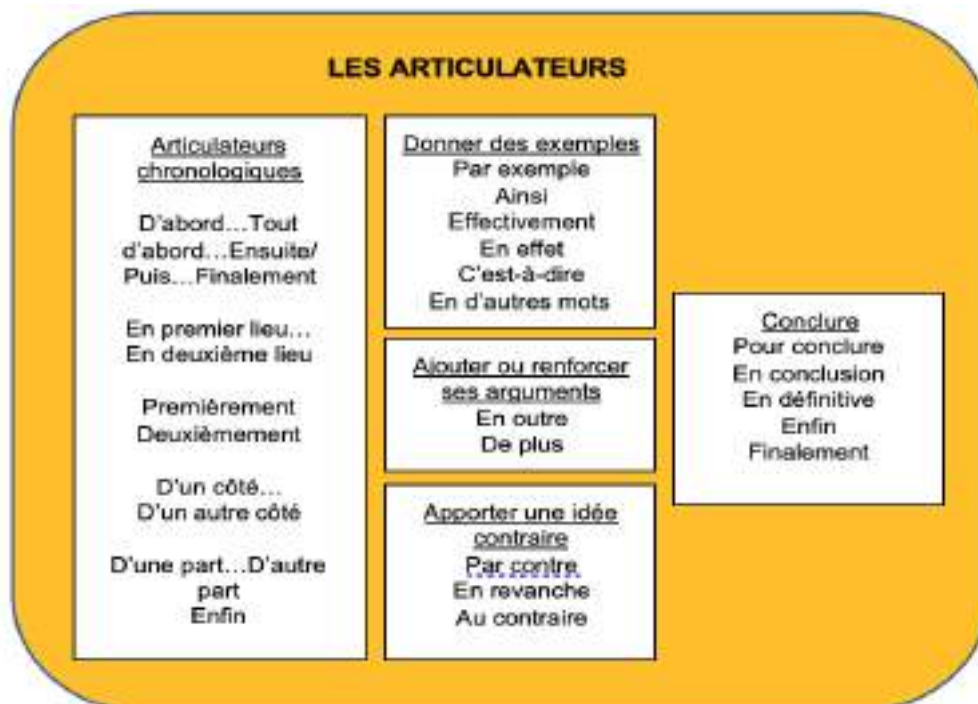 LES ARTICULATEURS
Articulateurs
chronologiques
D'abord…Tout
d'abord…Ensuite/
Puis…Finalement
En premier lieu…
En deuxième lieu
Premièrement
Deuxièmement
D'un côté…
D'un autre côté
D'une part…D'autre
part
Enfin
Donner des exemples
Par exemple
Ainsi
Effectivement
En effet
C'est-à-dire
En d'autres mots
Ajouter ou renforcer
ses arguments
En outre
De plus
Apporter une idée
contraire
Par contre
En revanche
Au contraire
Conclure
Pour conclure
En conclusion
En définitive
Enfin
Finalement